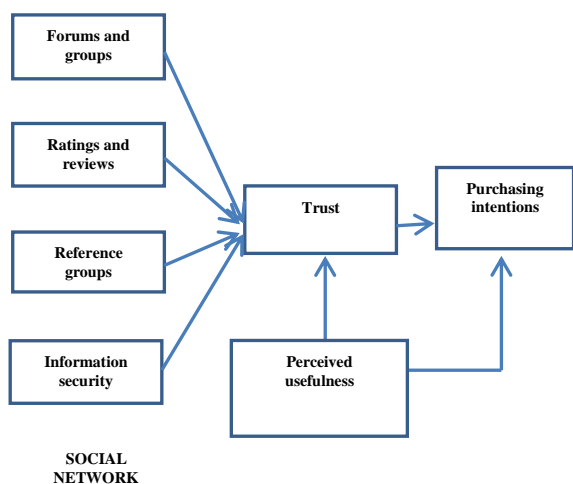 Forums and
groups
Ratings and
reviews
Reference
groups
Information
security
SOCIAL
NETWORK
Trust
Perceived
usefulness
Purchasing
intentions